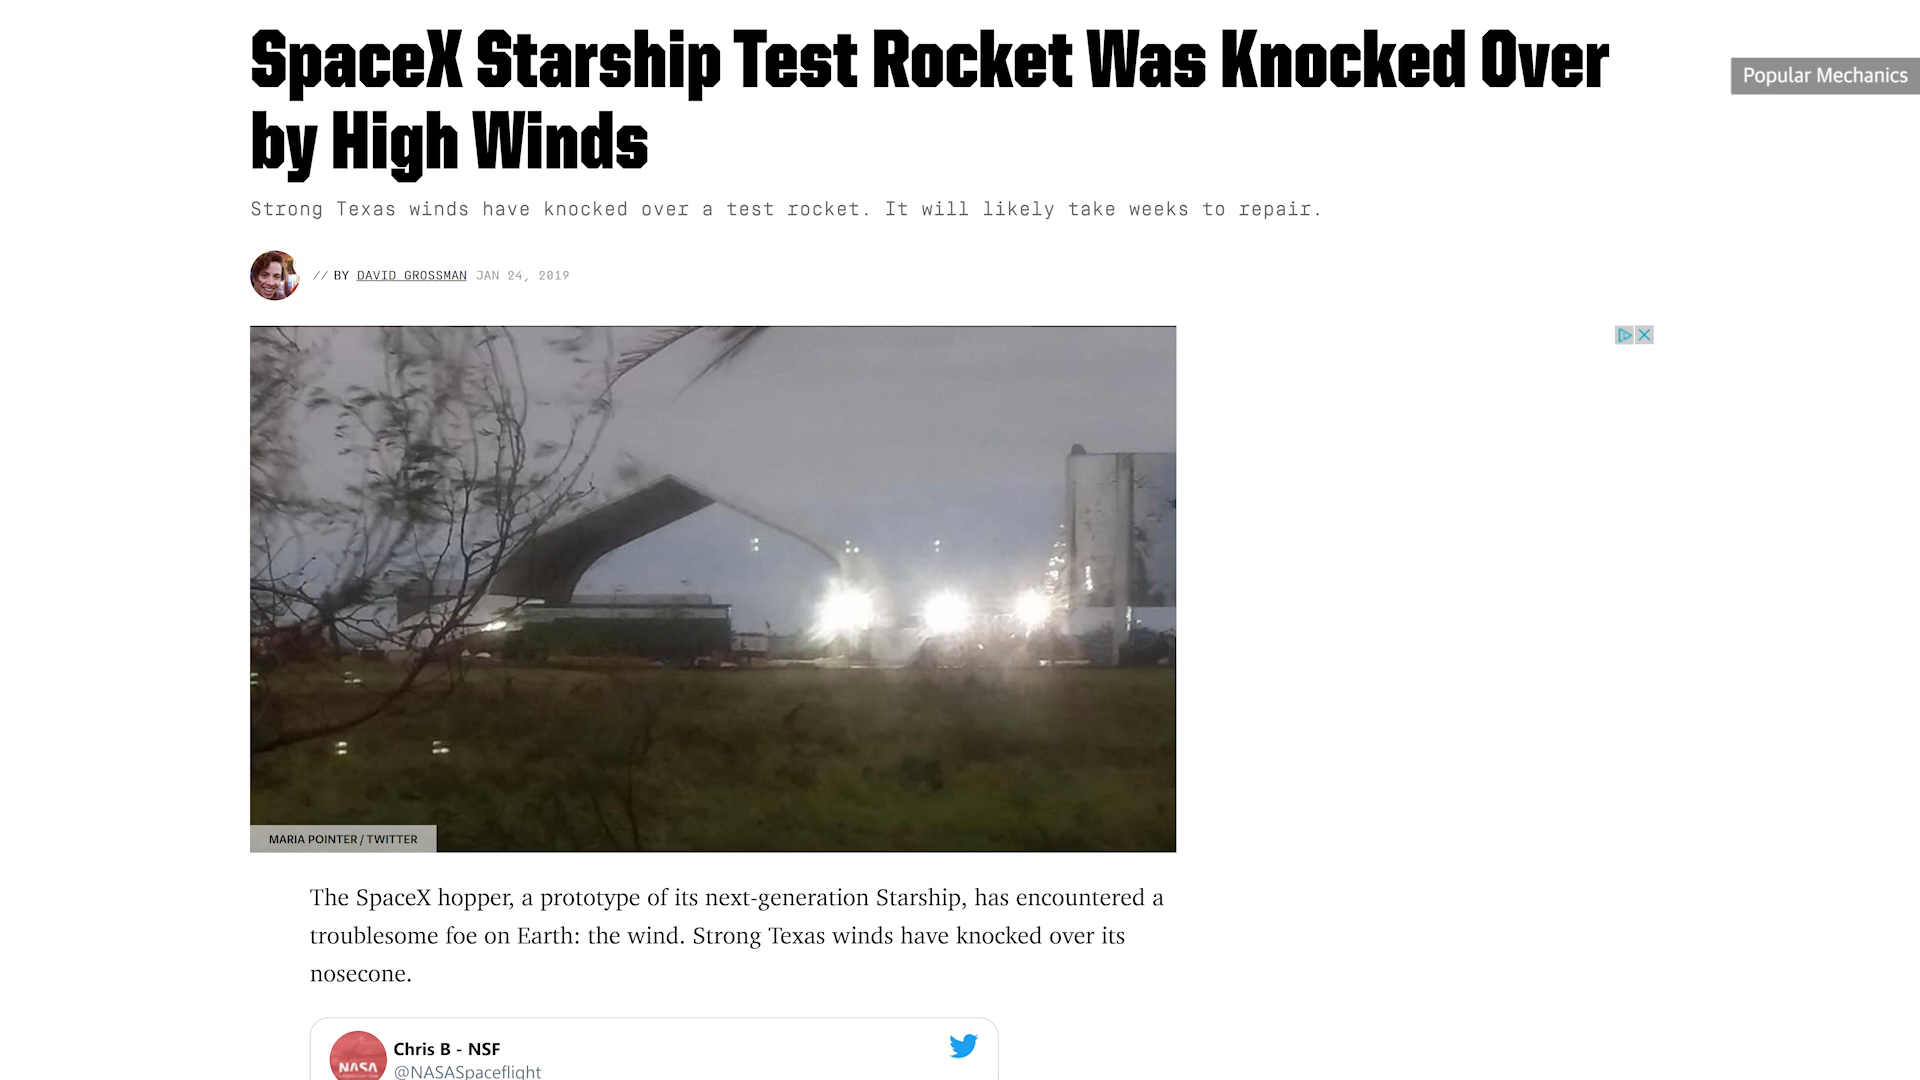 SpaceX Starship Test Rocket Was Knocked Over
by High Winds
Popular Mechanics
Strong Texas winds have knocked over a test rocket. It will likely take weeks to repair.
// BY DAVID GROSSMAN JAN 24, 2019
MARIA POINTER / TWITTER
The SpaceX hopper, a prototype of its next-generation Starship, has encountered a
troublesome foe on Earth: the wind. Strong Texas winds have knocked over its
nosecone.
Chris B - NSF
NASA
@NASASpaceflight